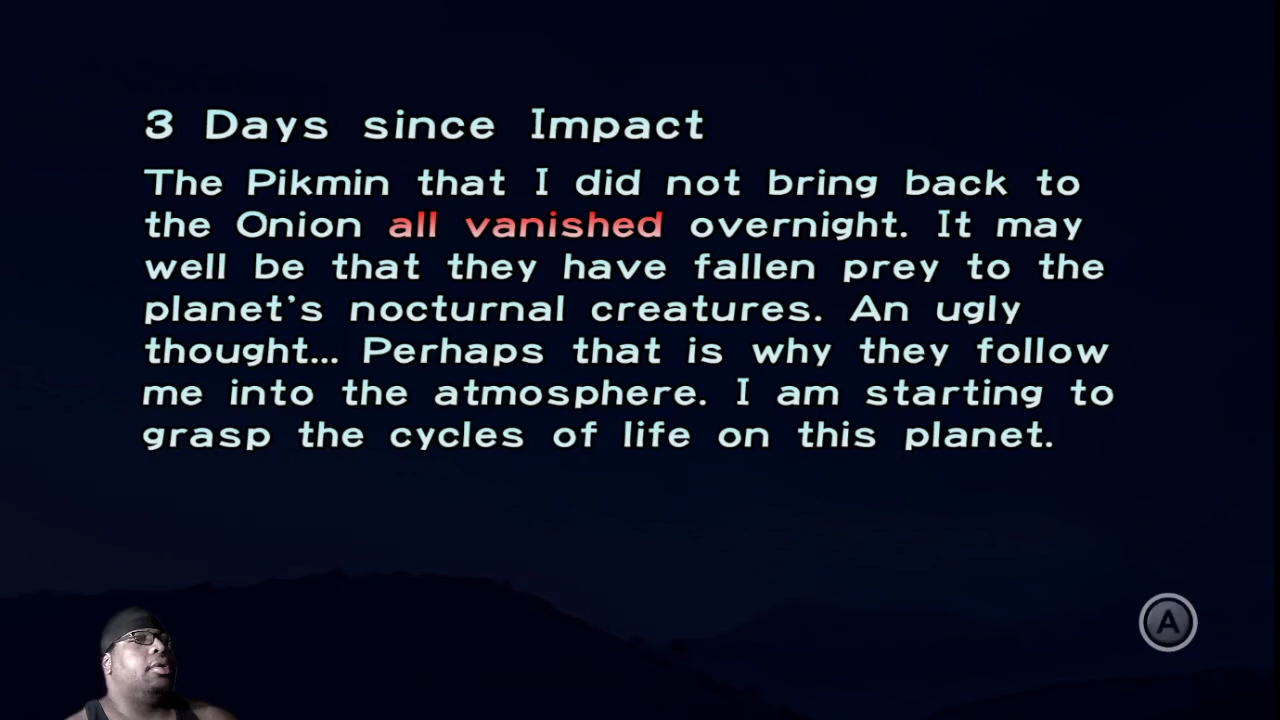 3 Days since Impact
The Pikmin that I did not bring back to
the Onion all vanished overnight. It may
well be that they have fallen prey to the
planet's nocturnal creatures. An ugly
thought... Perhaps that is why they follow
me into the atmosphere. I am starting to
grasp the cycles of life on this planet.
A